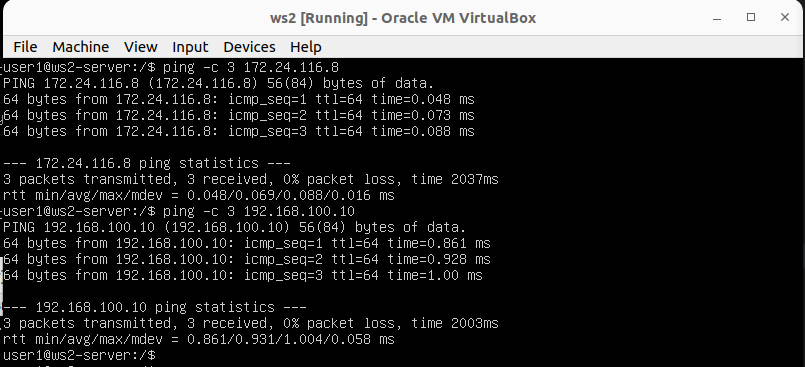 ws2 [Running] - Oracle VM VirtualBox
File Machine View Input Devices Help
user1@ws2-server:/$ ping -c 3 172.24.116.8
PING 172.24.116.8 (172.24.116.8) 56(84) bytes of data.
64 bytes from 172.24.116.8: icmp_seq=1 ttl=64 time=0.048 ms
64 bytes from 172.24.116.8: icmp_seq=2 ttl=64 time=0.073 ms
64 bytes from 172.24.116.8: icmp_seq=3 ttl=64 time=0.088 ms
--- 172.24.116.8 ping statistics ---
3 packets transmitted, 3 received, 0% packet loss, time 2037ms
rtt min/avg/max/mdev = 0.048/0.069/0.088/0.016 ms
user1@ws2-server:/$ ping -c 3 192.168.100.10
PING 192.168.100.10 (192.168.100.10) 56(84) bytes of data.
64 bytes from 192.168.100.10: icmp_seq=1 ttl=64 time=0.861 ms
64 bytes from 192.168.100.10: icmp_seq=2 ttl=64 time=0.928 ms
64 bytes from 192.168.100.10: icmp_seq=3 ttl=64 time=1.00 ms
--- 192.168.100.10 ping statistics ---
3 packets transmitted, 3 received, 0% packet loss, time 2003ms
rtt min/avg/max/mdev = 0.861/0.931/1.004/0.058 ms
user1@ws2-server:/$